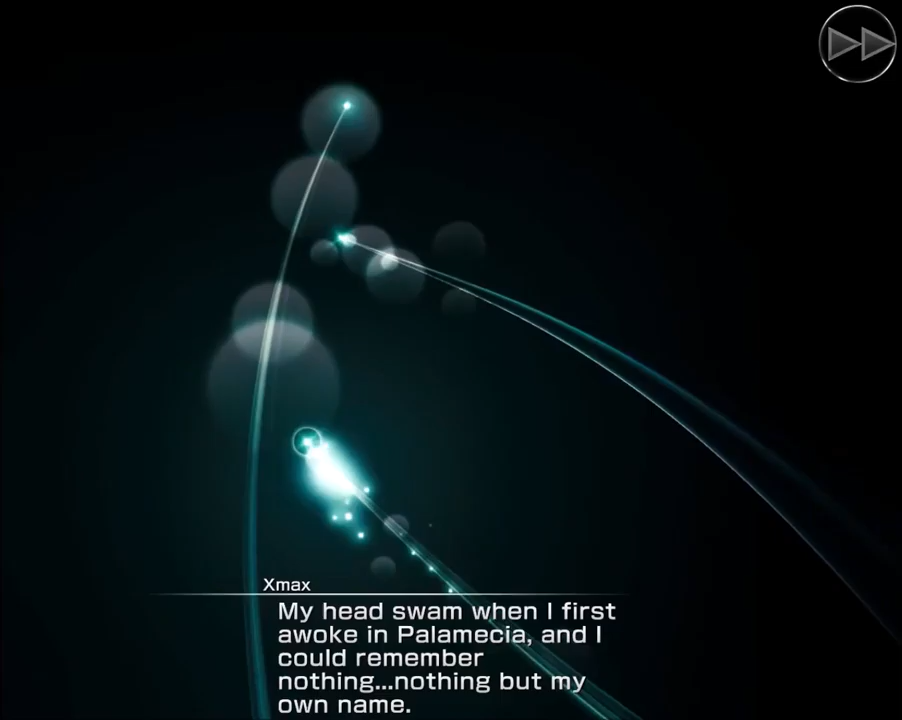 Xmax
My head swam when I first
awoke in Palamecia, and I
could remember
nothing...nothing but my
own name.